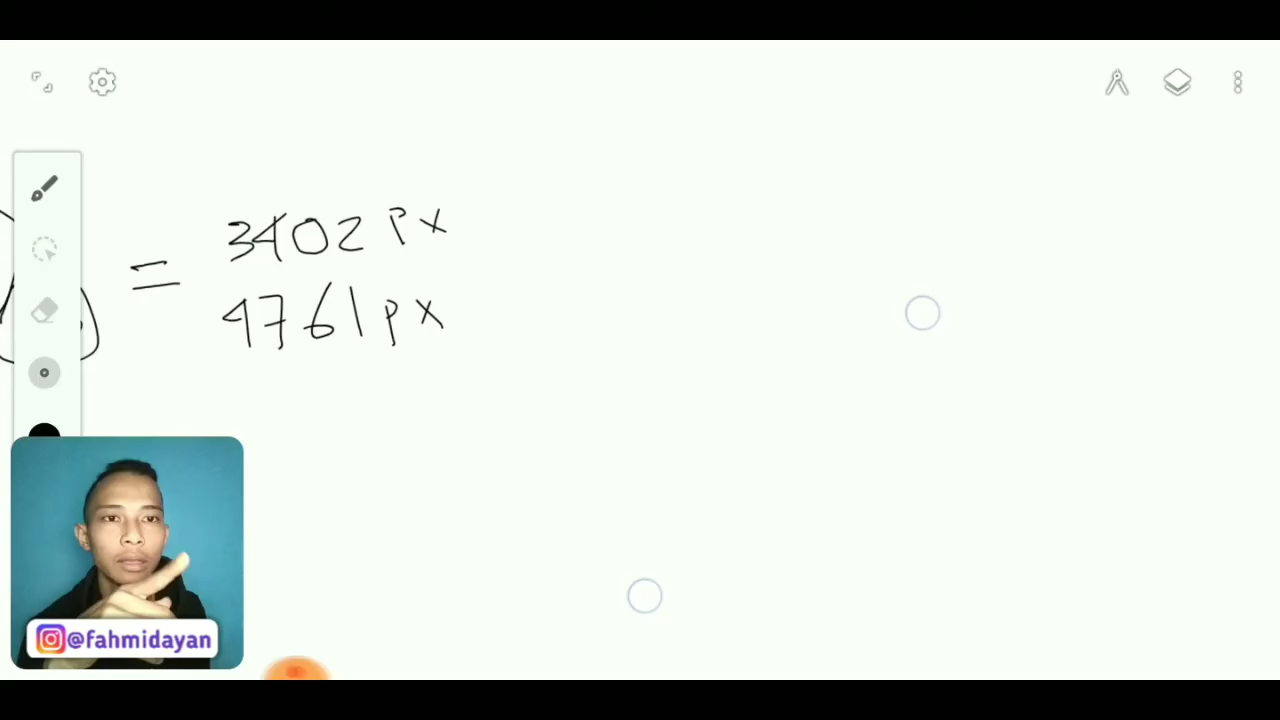 = 3402 px
4761 px
@fahmidayan